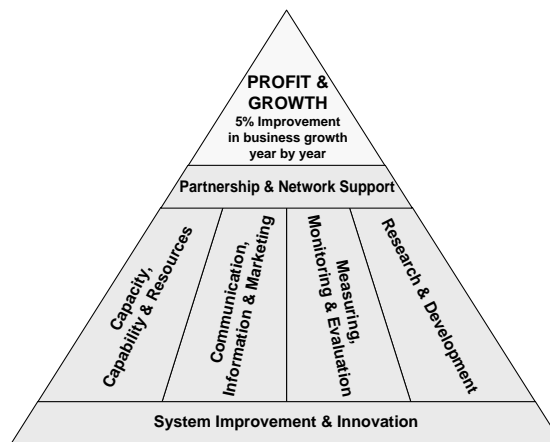 PROFIT &
GROWTH
5% Improvement
in business growth
year by year
Partnership & Network Support
Capacity,
Capability & Resources
Communication,
Information & Marketing
Measuring,
Monitoring & Evaluation
Research & Development
System Improvement & Innovation